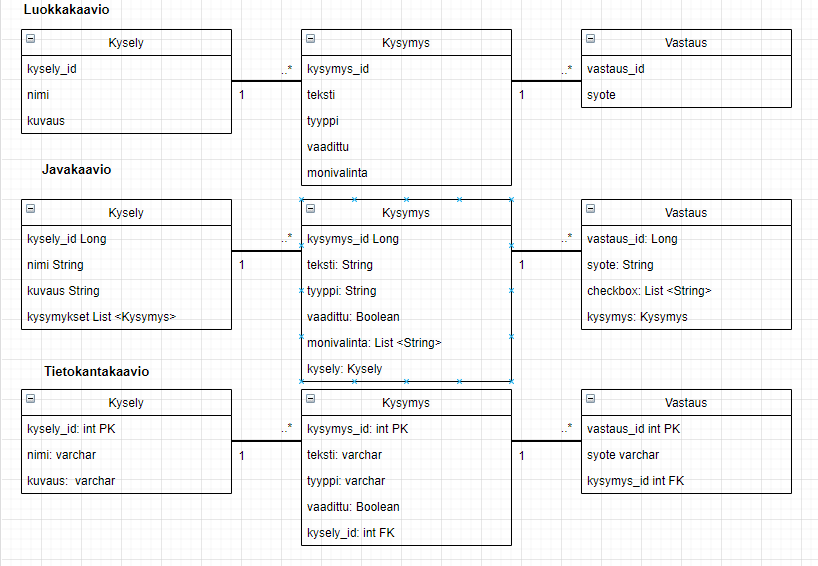 Luokkakaavio
Kysely
kysely_id
nimi
kuvaus
1
..*
Kysymys
kysymys_id
teksti
tyyppi
vaadittu
monivalinta
1
..*
Vastaus
vastaus_id
syote
Javakaavio
Kysely
kysely_id Long
nimi String
kuvaus String
kysymykset List <Kysymys>
1
..*
Kysymys
kysymys_id Long
teksti: String
tyyppi: String
vaadittu: Boolean
monivalinta: List <String>
kysely: Kysely
1
..*
Vastaus
vastaus_id: Long
syote: String
checkbox: List <String>
kysymys: Kysymys
Tietokantakaavio
Kysely
kysely_id: int PK
nimi: varchar
kuvaus: varchar
1
..*
Kysymys
kysymys_id: int PK
teksti: varchar
tyyppi: varchar
vaadittu: Boolean
kysely_id: int FK
1
..*
Vastaus
vastaus_id int PK
syote varchar
kysymys_id int FK